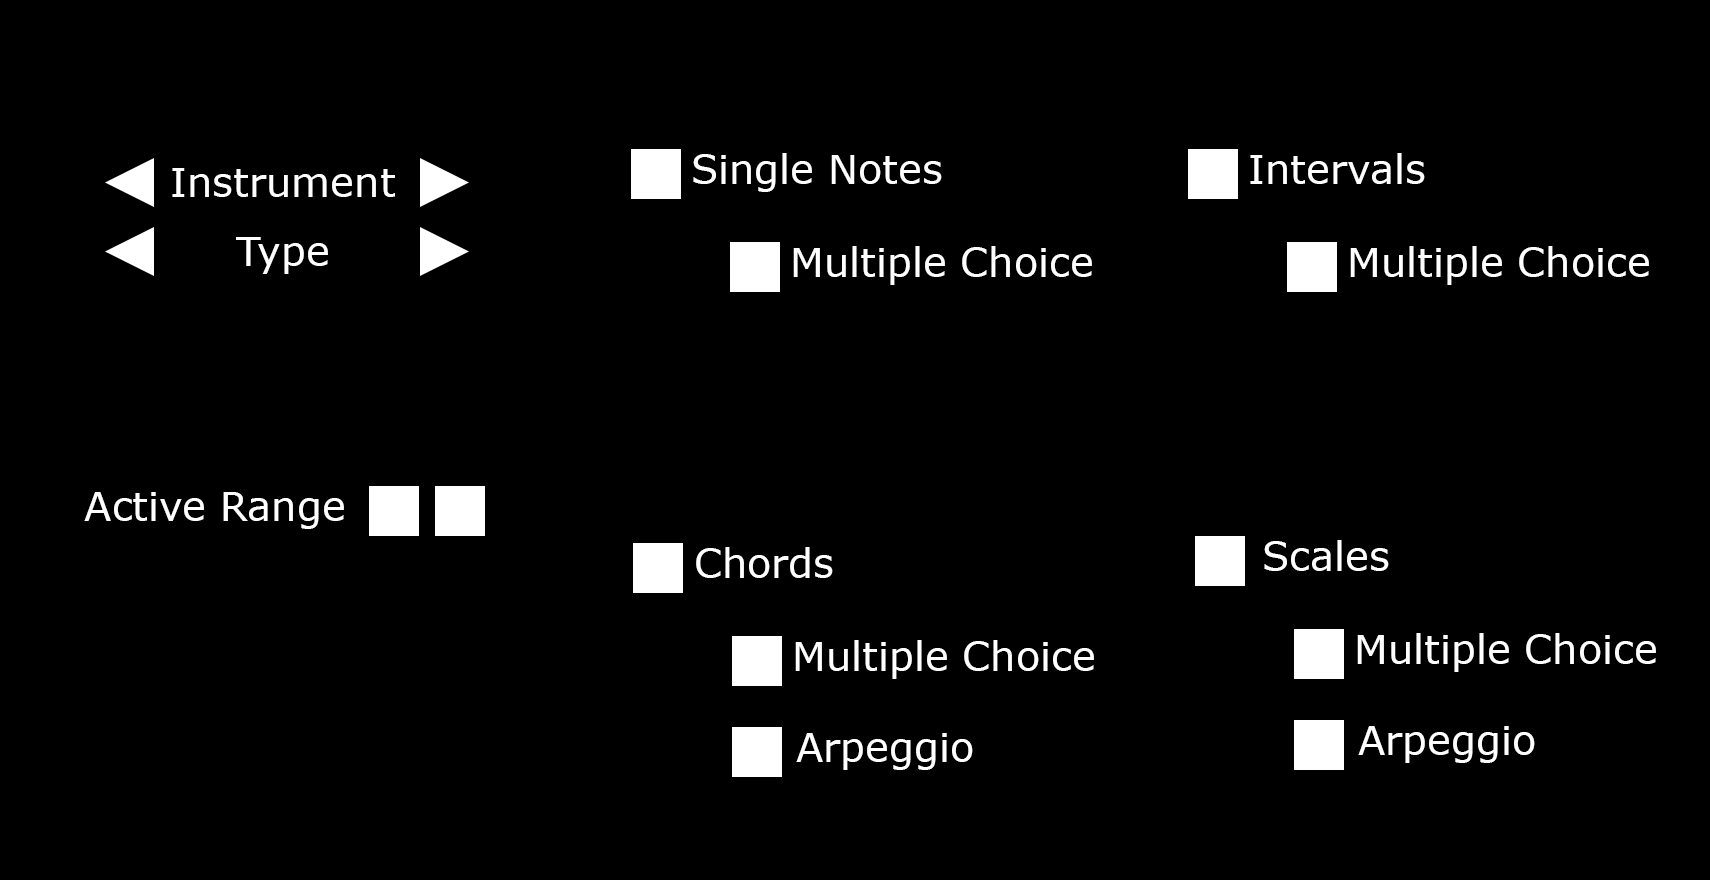 Instrument
Type
Active Range
Single Notes
Multiple Choice
Intervals
Multiple Choice
Chords
Multiple Choice
Arpeggio
Scales
Multiple Choice
Arpeggio